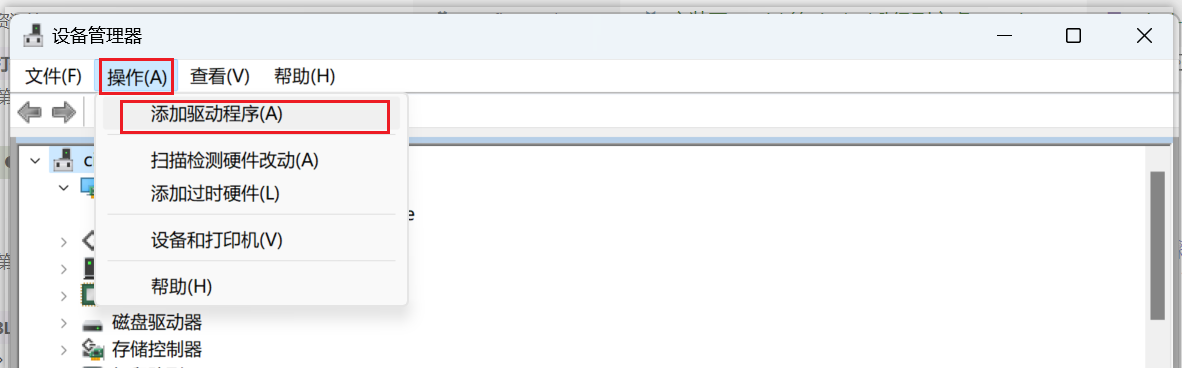 设备管理器
文件(F) 操作(A) 查看(V) 帮助(H)
添加驱动程序(A)
扫描检测硬件改动(A)
添加过时硬件(L)
设备和打印机(V)
帮助(H)
磁盘驱动器
存储控制器